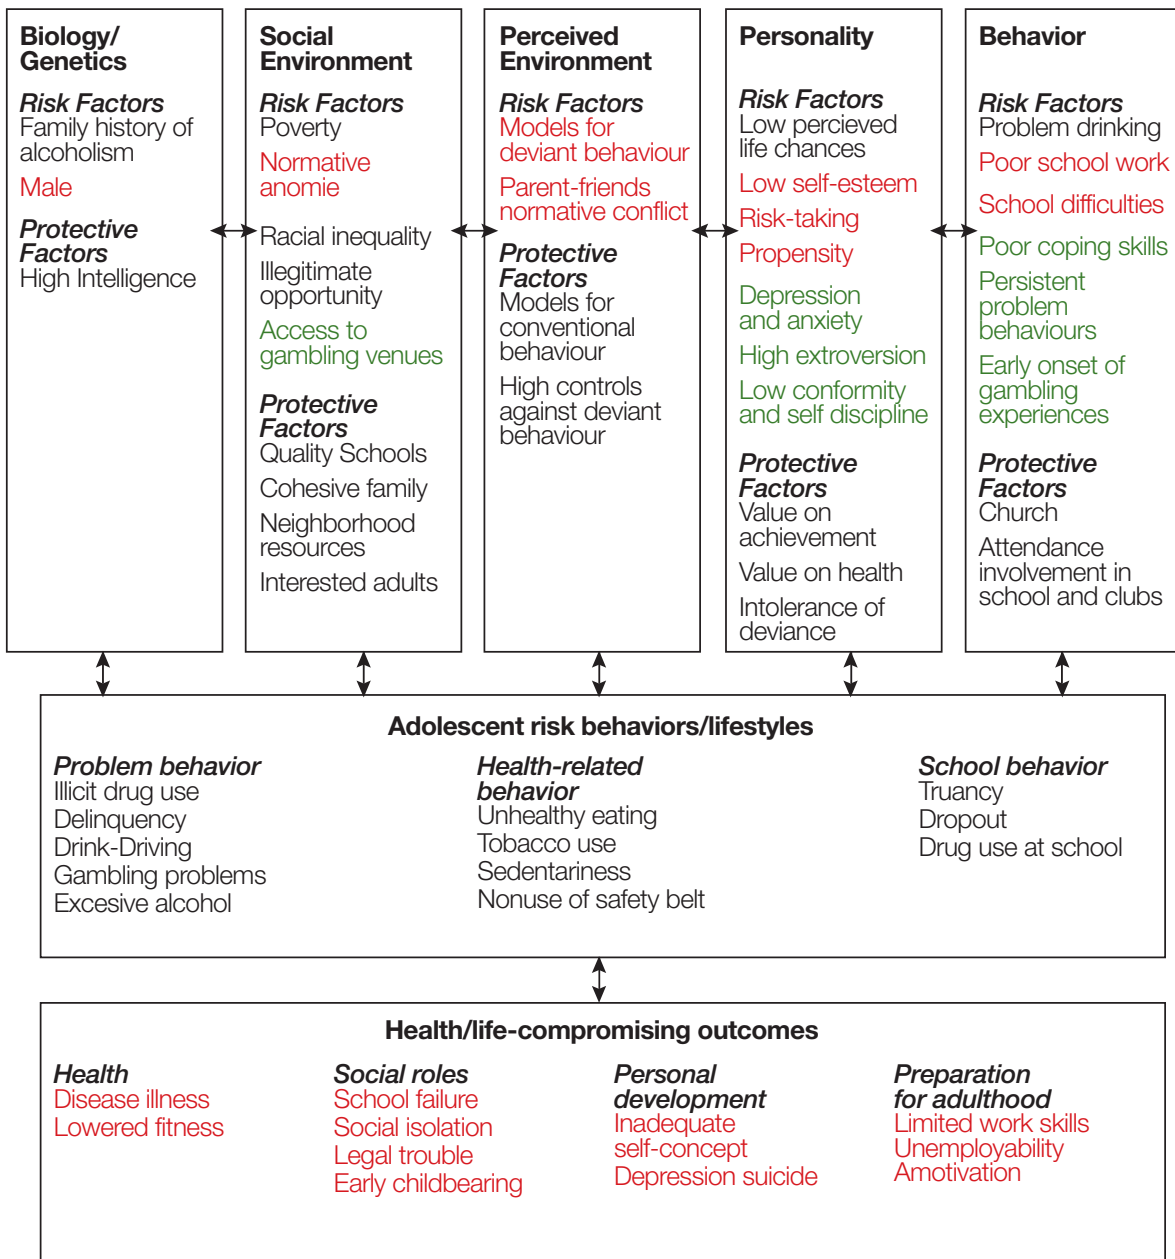 Biology/
Genetics
Risk Factors
Family history of
alcoholism
Male
Protective
Factors
High Intelligence
Social
Environment
Risk Factors
Poverty
Normative
anomie
Racial inequality
Illegitimate
opportunity
Access to
gambling venues
Protective
Factors
Quality Schools
Cohesive family
Neighborhood
resources
Interested adults
Perceived
Environment
Risk Factors
Models for
deviant behaviour
Parent-friends
normative conflict
Protective
Factors
Models for
conventional
behaviour
High controls
against deviant
behaviour
Personality
Risk Factors
Low percieved
life chances
Low self-esteem
Risk-taking
Propensity
Depression
and anxiety
High extroversion
Low conformity
and self discipline
Protective
Factors
Value on
achievement
Value on health
Intolerance of
deviance
Behavior
Risk Factors
Problem drinking
Poor school work
School difficulties
Poor coping skills
Persistent
problem
behaviours
Early onset of
gambling
experiences
Protective
Factors
Church
Attendance
involvement in
school and clubs
Adolescent risk behaviors/lifestyles
Problem behavior
Illicit drug use
Delinquency
Drink-Driving
Gambling problems
Excesive alcohol
Health-related
behavior
Unhealthy eating
Tobacco use
Sedentariness
Nonuse of safety belt
School behavior
Truancy
Dropout
Drug use at school
Health/life-compromising outcomes
Health
Disease illness
Lowered fitness
Social roles
School failure
Social isolation
Legal trouble
Early childbearing
Personal
development
Inadequate
self-concept
Depression suicide
Preparation
for adulthood
Limited work skills
Unemployability
Amotivation